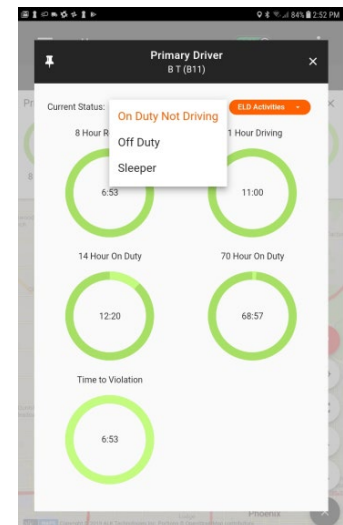 84% 2:52 PM
Primary Driver
B T (B11)
Current Status:
On Duty Not Driving
Off Duty
Sleeper
ELD Activities
8 Hour R
1 Hour Driving
6:53
11:00
14 Hour On Duty
70 Hour On Duty
12:20
68:57
Time to Violation
6:53
Phoenix